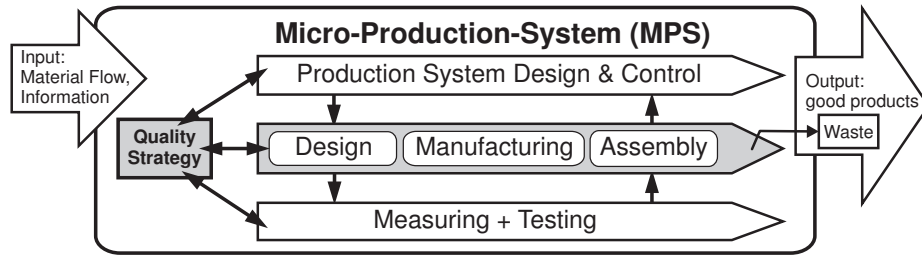 Micro-Production-System (MPS)
Input:
Material Flow,
Information
Production System Design & Control
Output:
good products
Waste
Quality
Strategy
Design
Manufacturing
Assembly
Measuring + Testing